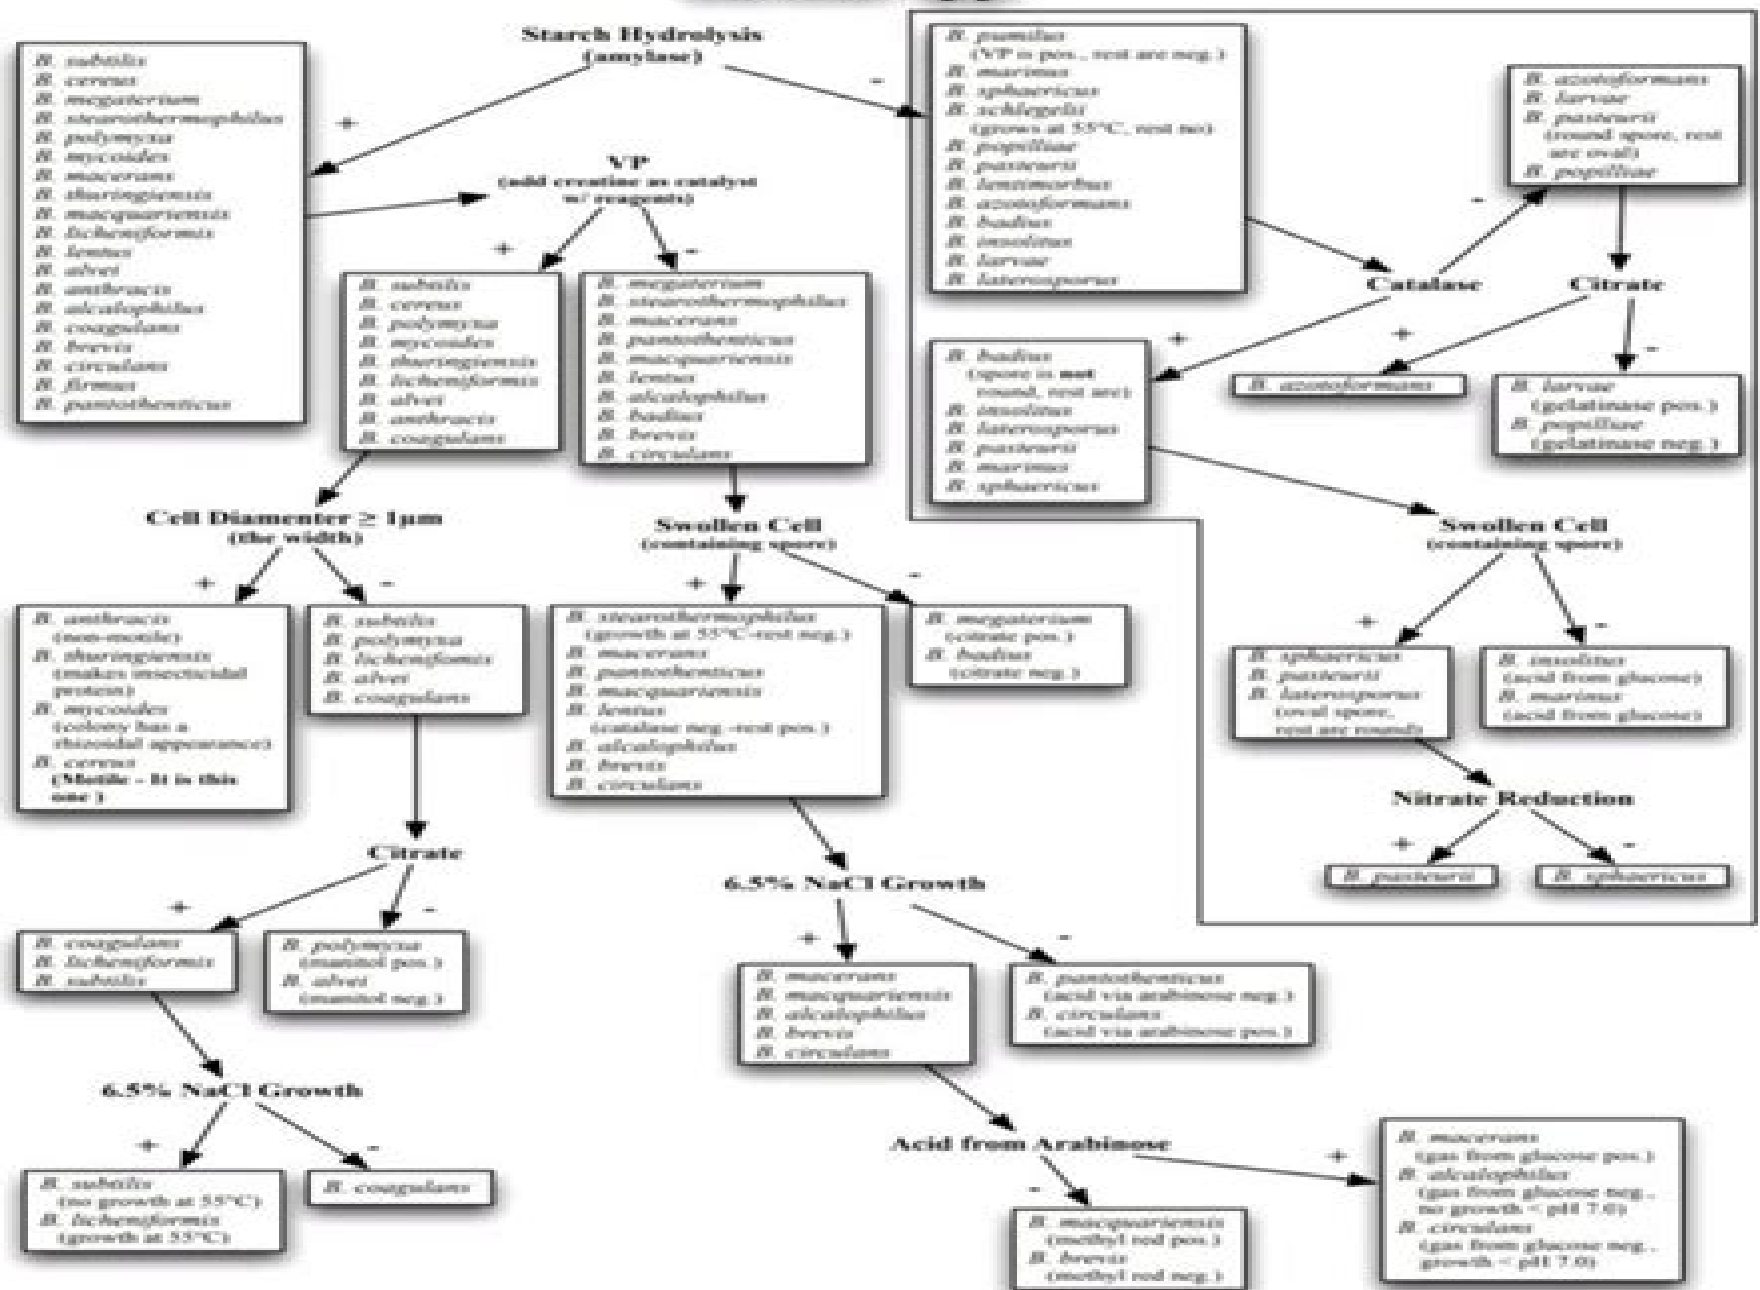 Starch Hydrolysis
(amylase)
+
-
B. subtilis
B. cereus
B. megaterium
B. stearothermophilus
B. polymyxa
B. mycoides
B. macerans
B. thuringiensis
B. macquariensis
B. licheniformis
B. lentus
B. alvei
B. anthracis
B. alcalophilus
B. coagulans
B. brevis
B. circulans
B. firmus
B. pantothenticus
VP
(add creatine as catalyst
w/ reagents)
+
-
B. subtilis
B. cereus
B. polymyxa
B. mycoides
B. thuringiensis
B. licheniformis
B. alvei
B. anthracis
B. coagulans
B. megaterium
B. stearothermophilus
B. macerans
B. pantothenticus
B. macquariensis
B. lentus
B. alcalophilus
B. badius
B. brevis
B. circulans
Cell Diamenter ≥ 1µm
(the width)
+
-
B. anthracis
(non-motile)
B. thuringiensis
(makes insecticidal
protein)
B. mycoides
(colony has a
rhizoidal appearance)
B. cereus
(Motile - It is this
one )
B. subtilis
B. polymyxa
B. licheniformis
B. alvei
B. coagulans
Citrate
+
-
B. coagulans
B. licheniformis
B. subtilis
B. polymyxa
(manitol pos.)
B. alvei
(manitol neg.)
6.5% NaCl Growth
+
-
B. subtilis
(no growth at 55°C)
B. licheniformis
(growth at 55°C)
B. coagulans
Swollen Cell
(containing spore)
+
-
B. stearothermophilus
(growth at 55°C-rest neg.)
B. macerans
B. pantothenticus
B. macquariensis
B. lentus
(catalase neg.-rest pos.)
B. alcalophilus
B. brevis
B. circulans
B. megaterium
(citrate pos.)
B. badius
(citrate neg.)
6.5% NaCl Growth
+
-
B. macerans
B. macquariensis
B. alcalophilus
B. brevis
B. circulans
B. pantothenticus
(acid via arabinose neg.)
B. circulans
(acid via arabinose pos.)
Acid from Arabinose
-
+
B. macquariensis
(methyl red pos.)
B. brevis
(methyl red neg.)
B. macerans
(gas from glucose pos.)
B. alcalophilus
(gas from glucose neg.,
no growth < pH 7.0)
B. circulans
(gas from glucose neg.,
growth < pH 7.0)
B. pumilus
(VP is pos., rest are neg.)
B. marinus
B. sphaericus
B. schlegelii
(grows at 55°C, rest no)
B. popilliae
B. pasteurii
B. lentimorbus
B. azotoformans
B. badius
B. insolitus
B. larvae
B. laterosporus
Catalase
+
-
B. azotoformans
B. larvae
B. pasteurii
(round spore, rest
are oval)
B. popilliae
Citrate
+
-
B. azotoformans
B. larvae
(gelatinase pos.)
B. popilliae
(gelatinase neg.)
B. badius
(spore is not
round, rest are)
B. insolitus
B. laterosporus
B. pasteurii
B. marinus
B. sphaericus
Swollen Cell
(containing spore)
+
-
B. sphaericus
B. pasteurii
B. laterosporus
(oval spore,
rest are round)
B. insolitus
(acid from glucose)
B. marinus
(acid from glucose)
Nitrate Reduction
+
-
B. pasteurii
B. sphaericus